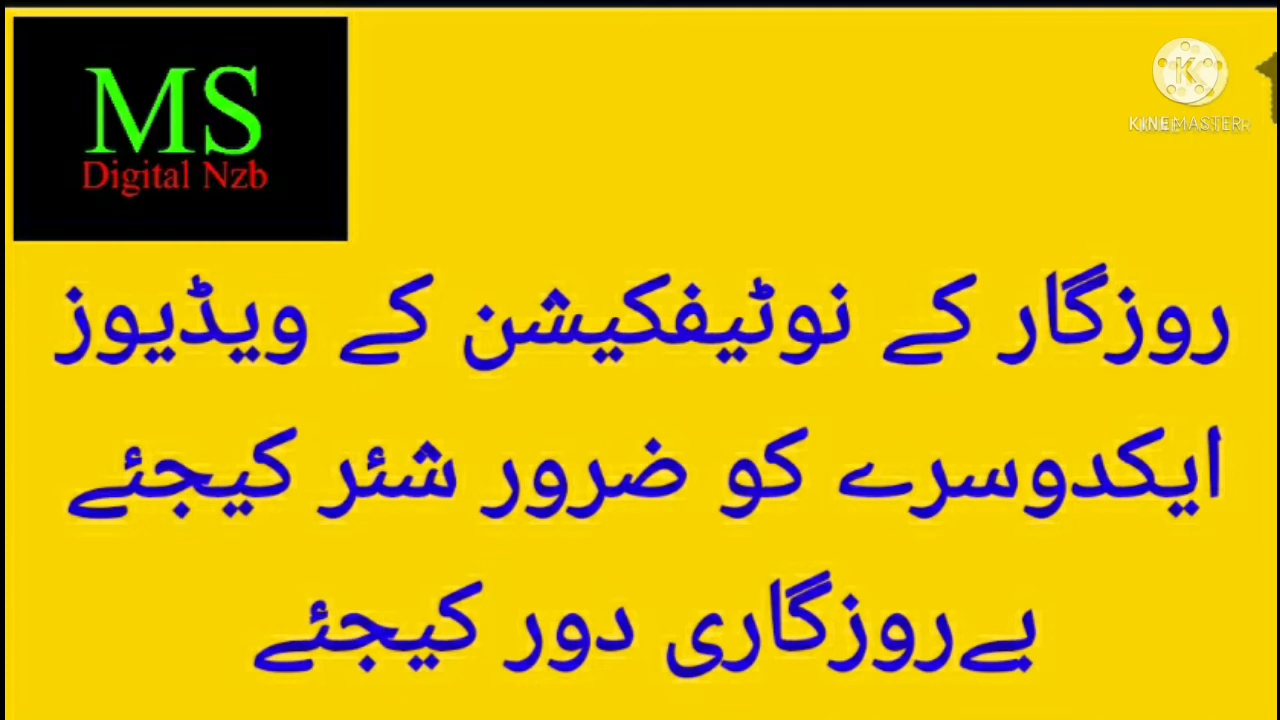 MS
Digital Nzb
KINEMASTER
روزگار کے نوٹیفکیشن کے ویڈیوز
ایکدوسرے کو ضرور شئر کیجئے
بےروزگاری دور کیجئے